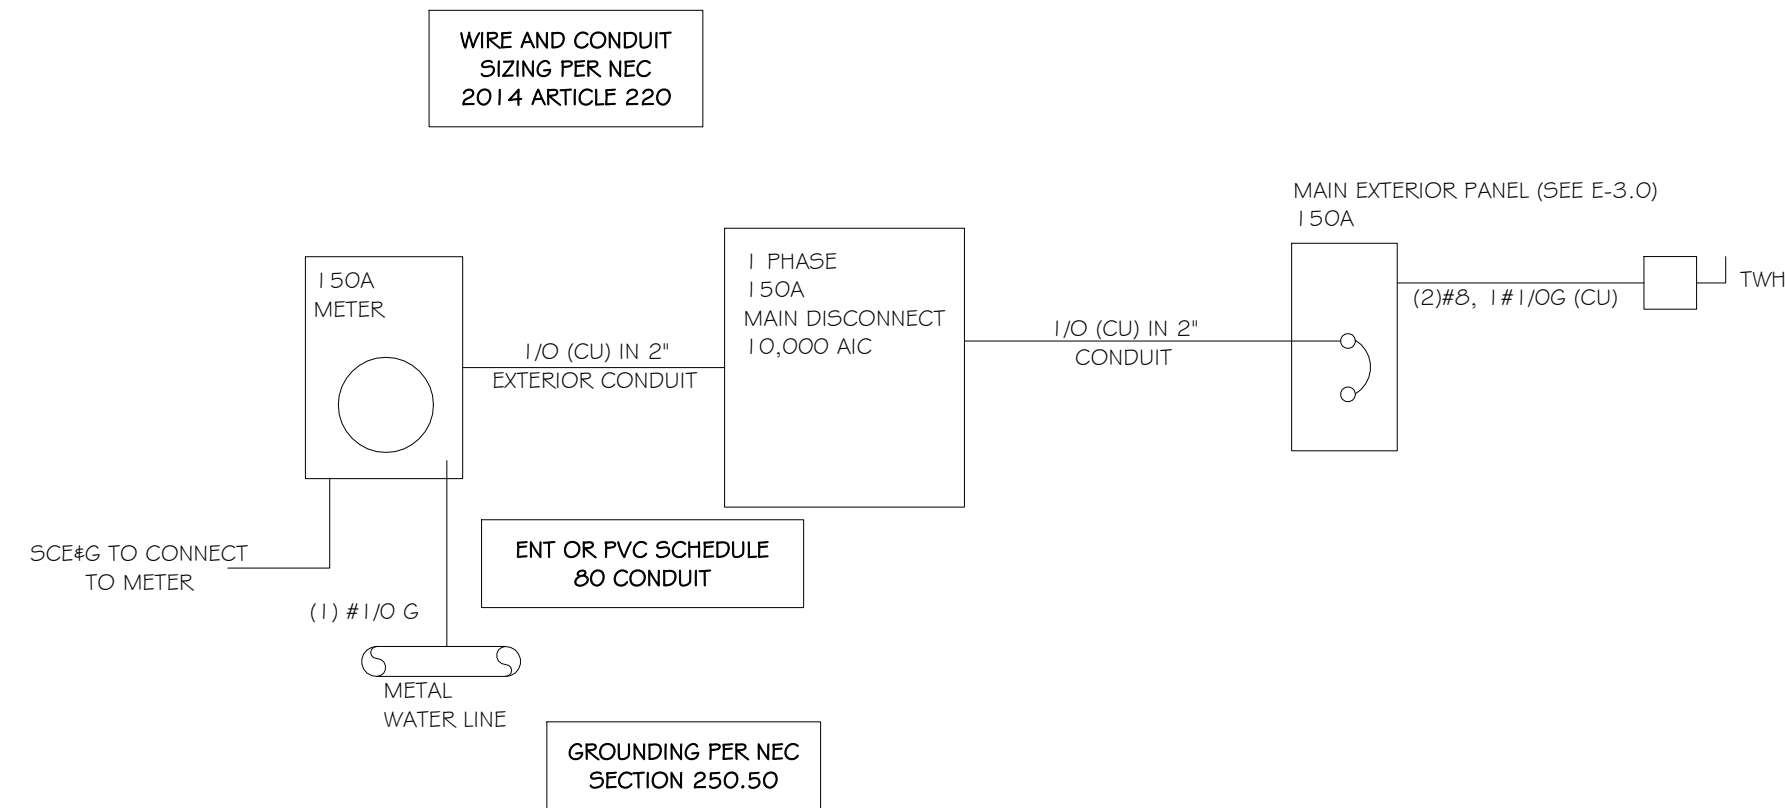 WIRE AND CONDUIT
SIZING PER NEC
2014 ARTICLE 220
MAIN EXTERIOR PANEL (SEE E-3.0)
150A
150A
METER
1 PHASE
150A
MAIN DISCONNECT
10,000 AIC
1/0 (CU) IN 2"
EXTERIOR CONDUIT
1/0 (CU) IN 2"
CONDUIT
(2)#8, 1#1/0G (CU)
TWH
SCE&G TO CONNECT
TO METER
ENT OR PVC SCHEDULE
80 CONDUIT
(1) #1/0 G
METAL
WATER LINE
GROUNDING PER NEC
SECTION 250.50